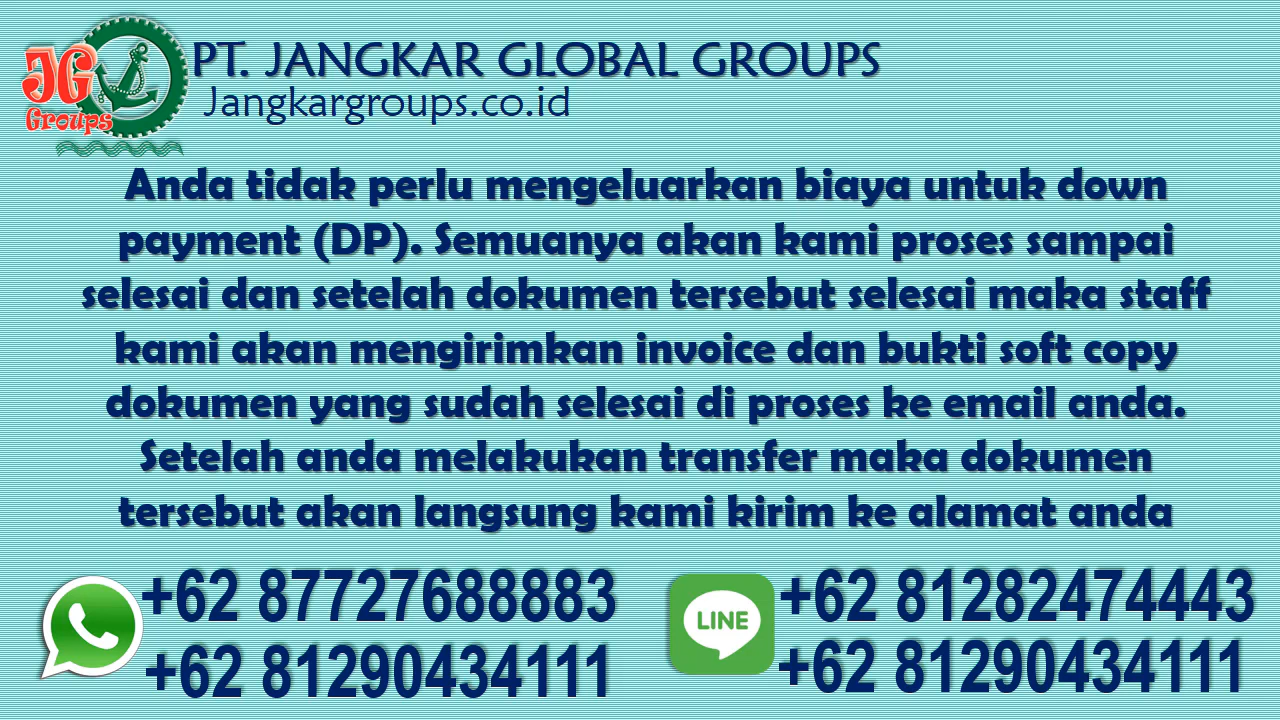 JG
Groups
PT. JANGKAR GLOBAL GROUPS
Jangkargroups.co.id
Anda tidak perlu mengeluarkan biaya untuk down
payment (DP). Semuanya akan kami proses sampai
selesai dan setelah dokumen tersebut selesai maka staff
kami akan mengirimkan invoice dan bukti soft copy
dokumen yang sudah selesai di proses ke email anda.
Setelah anda melakukan transfer maka dokumen
tersebut akan langsung kami kirim ke alamat anda
+62 87727688883
+62 81290434111
LINE
+62 81282474443
+62 81290434111